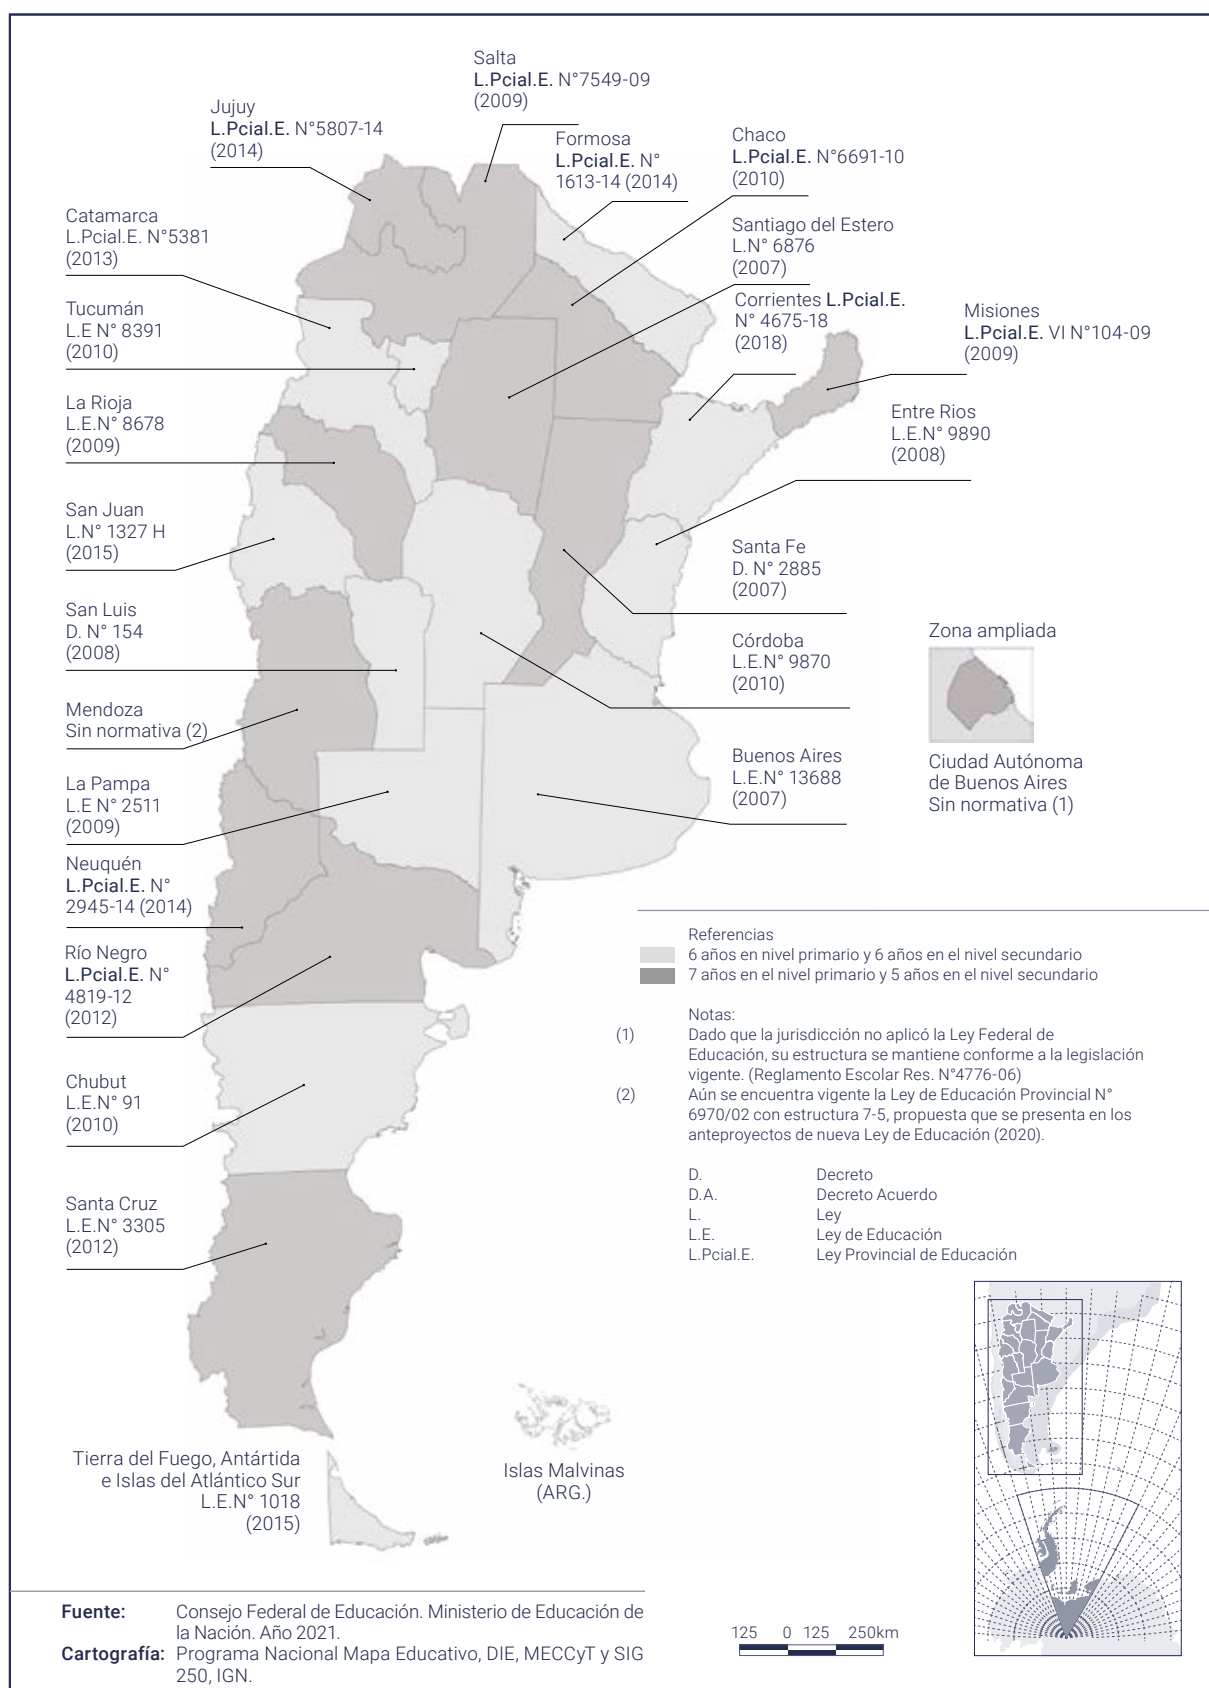 Salta
L.Pcial.E. N°7549-09
(2009)
Jujuy
L.Pcial.E. N°5807-14
(2014)
Formosa
L.Pcial.E. N°
1613-14 (2014)
Chaco
L.Pcial.E. N°6691-10
(2010)
Catamarca
L.Pcial.E. N°5381
(2013)
Santiago del Estero
L.N° 6876
(2007)
Tucumán
L.E N° 8391
(2010)
Corrientes L.Pcial.E.
N° 4675-18
(2018)
Misiones
L.Pcial.E. VI N°104-09
(2009)
La Rioja
L.E.N° 8678
(2009)
Entre Rios
L.E.N° 9890
(2008)
San Juan
L.N° 1327 H
(2015)
Santa Fe
D. N° 2885
(2007)
San Luis
D. N° 154
(2008)
Córdoba
L.E.N° 9870
(2010)
Zona ampliada
Mendoza
Sin normativa (2)
Buenos Aires
L.E.N° 13688
(2007)
Ciudad Autónoma
de Buenos Aires
Sin normativa (1)
La Pampa
L.E N° 2511
(2009)
Neuquén
L.Pcial.E. N°
2945-14 (2014)
Río Negro
L.Pcial.E. N°
4819-12
(2012)
Chubut
L.E.N° 91
(2010)
Santa Cruz
L.E.N° 3305
(2012)
Tierra del Fuego, Antártida
e Islas del Atlántico Sur
L.E.N° 1018
(2015)
Islas Malvinas
(ARG.)
Referencias
6 años en nivel primario y 6 años en el nivel secundario
7 años en el nivel primario y 5 años en el nivel secundario
Notas:
(1) Dado que la jurisdicción no aplicó la Ley Federal de
Educación, su estructura se mantiene conforme a la legislación
vigente. (Reglamento Escolar Res. N°4776-06)
(2) Aún se encuentra vigente la Ley de Educación Provincial N°
6970/02 con estructura 7-5, propuesta que se presenta en los
anteproyectos de nueva Ley de Educación (2020).
D. Decreto
D.A. Decreto Acuerdo
L. Ley
L.E. Ley de Educación
L.Pcial.E. Ley Provincial de Educación
Fuente: Consejo Federal de Educación. Ministerio de Educación de
la Nación. Año 2021.
Cartografía: Programa Nacional Mapa Educativo, DIE, MECCyT y SIG
250, IGN.
125 0 125 250km